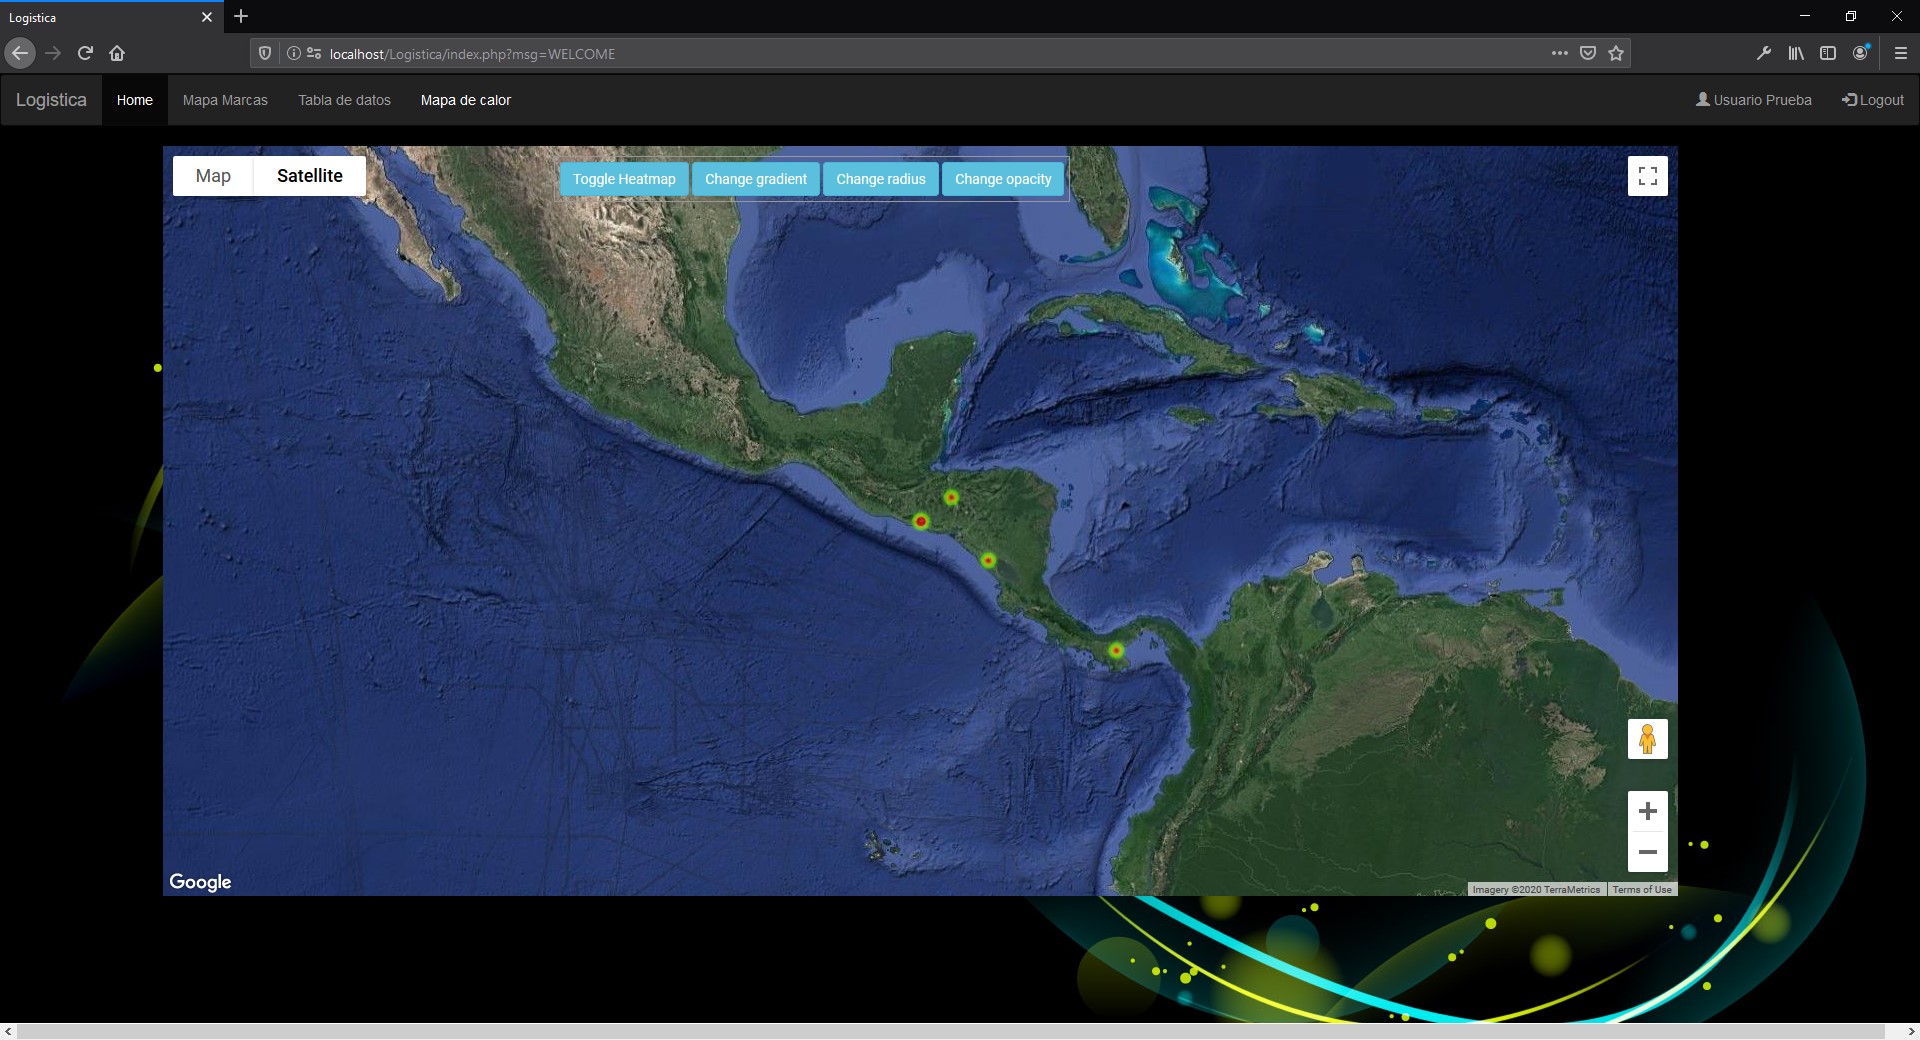 Logistica
localhost/Logistica/index.php?msg=WELCOME
Logistica Home Mapa Marcas Tabla de datos Mapa de calor Usuario Prueba Logout
Map Satellite Toggle Heatmap Change gradient Change radius Change opacity
Google
Imagery ©2020 TerraMetrics Terms of Use